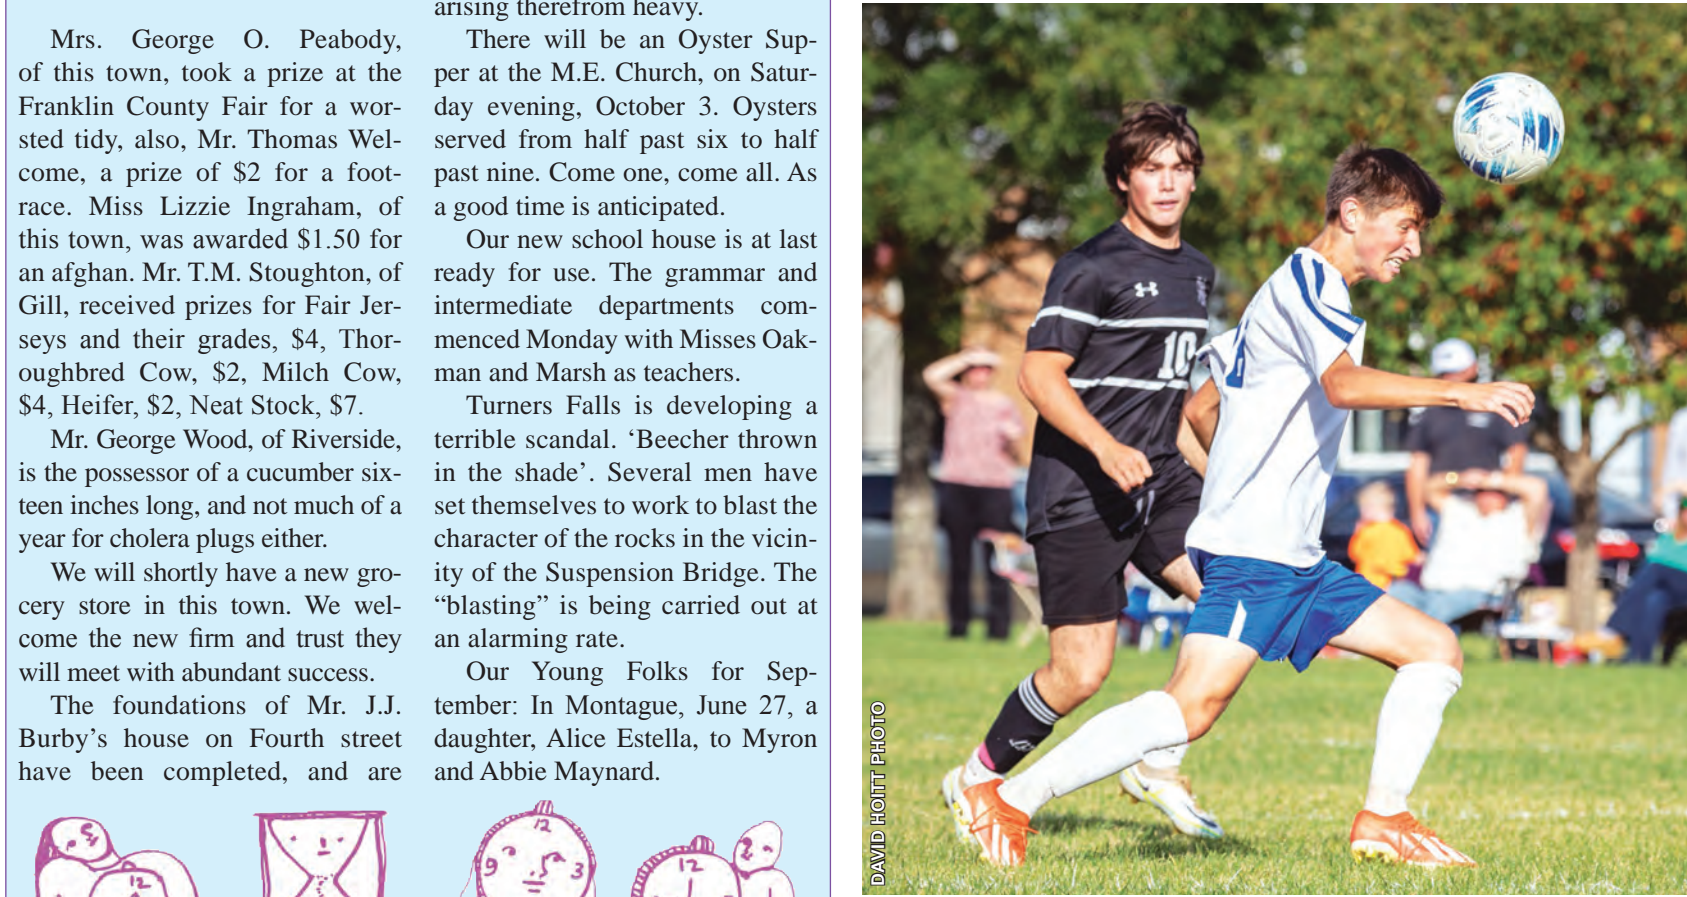 Mrs. George O. Peabody,
of this town, took a prize at the
Franklin County Fair for a wor-
sted tidy, also, Mr. Thomas Wel-
come, a prize of $2 for a foot-
race. Miss Lizzie Ingraham, of
this town, was awarded $1.50 for
an afghan. Mr. T.M. Stoughton, of
Gill, received prizes for Fair Jer-
seys and their grades, $4, Thor-
oughbred Cow, $2, Milch Cow,
$4, Heifer, $2, Neat Stock, $7.
Mr. George Wood, of Riverside,
is the possessor of a cucumber six-
teen inches long, and not much of a
year for cholera plugs either.
We will shortly have a new gro-
cery store in this town. We wel-
come the new firm and trust they
will meet with abundant success.
The foundations of Mr. J.J.
Burby’s house on Fourth street
have been completed, and are
arising therefrom heavy.
There will be an Oyster Sup-
per at the M.E. Church, on Satur-
day evening, October 3. Oysters
served from half past six to half
past nine. Come one, come all. As
a good time is anticipated.
Our new school house is at last
ready for use. The grammar and
intermediate departments com-
menced Monday with Misses Oak-
man and Marsh as teachers.
Turners Falls is developing a
terrible scandal. ‘Beecher thrown
in the shade’. Several men have
set themselves to work to blast the
character of the rocks in the vicin-
ity of the Suspension Bridge. The
“blasting” is being carried out at
an alarming rate.
Our Young Folks for Sep-
tember: In Montague, June 27, a
daughter, Alice Estella, to Myron
and Abbie Maynard.
12
12
9 3
12
10
DAVID HOITT PHOTO